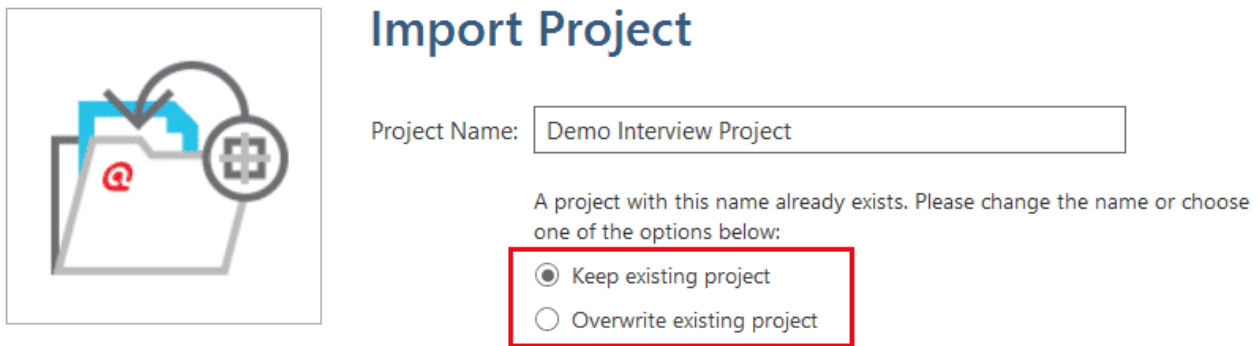 Import Project
Project Name: Demo Interview Project
A project with this name already exists. Please change the name or choose
one of the options below:
Keep existing project
Overwrite existing project
@